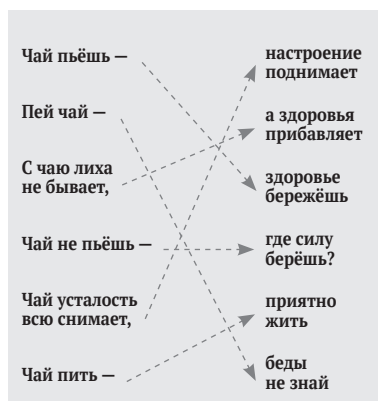 Чай пьёшь —
Пей чай —
С чаю лиха
не бывает,
Чай не пьёшь —
Чай усталость
всю снимает,
Чай пить —
настроение
поднимает
а здоровья
прибавляет
здоровье
бережёшь
где силу
берёшь?
приятно
жить
беды
не знай